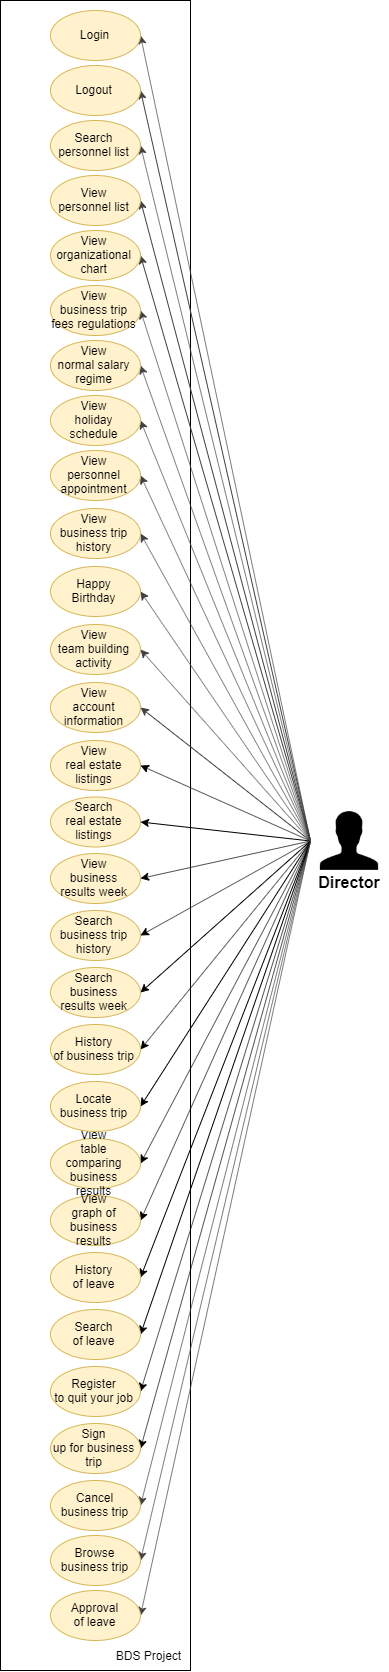 Login
Logout
Search
personnel list
View
personnel list
View
organizational
chart
View
business trip
fees regulations
View
normal salary
regime
View
holiday
schedule
View
personnel
appointment
View
business trip
history
Happy
Birthday
View
team building
activity
View
account
information
View
real estate
listings
Search
real estate
listings
View
business
results week
Director
Search
business trip
history
Search
business
results week
History
of business trip
Locate
business trip
View
table
comparing
business
results
View
graph of
business
results
History
of leave
Search
of leave
Register
to quit your job
Sign
up for business
trip
Cancel
business trip
Browse
business trip
Approval
of leave
BDS Project